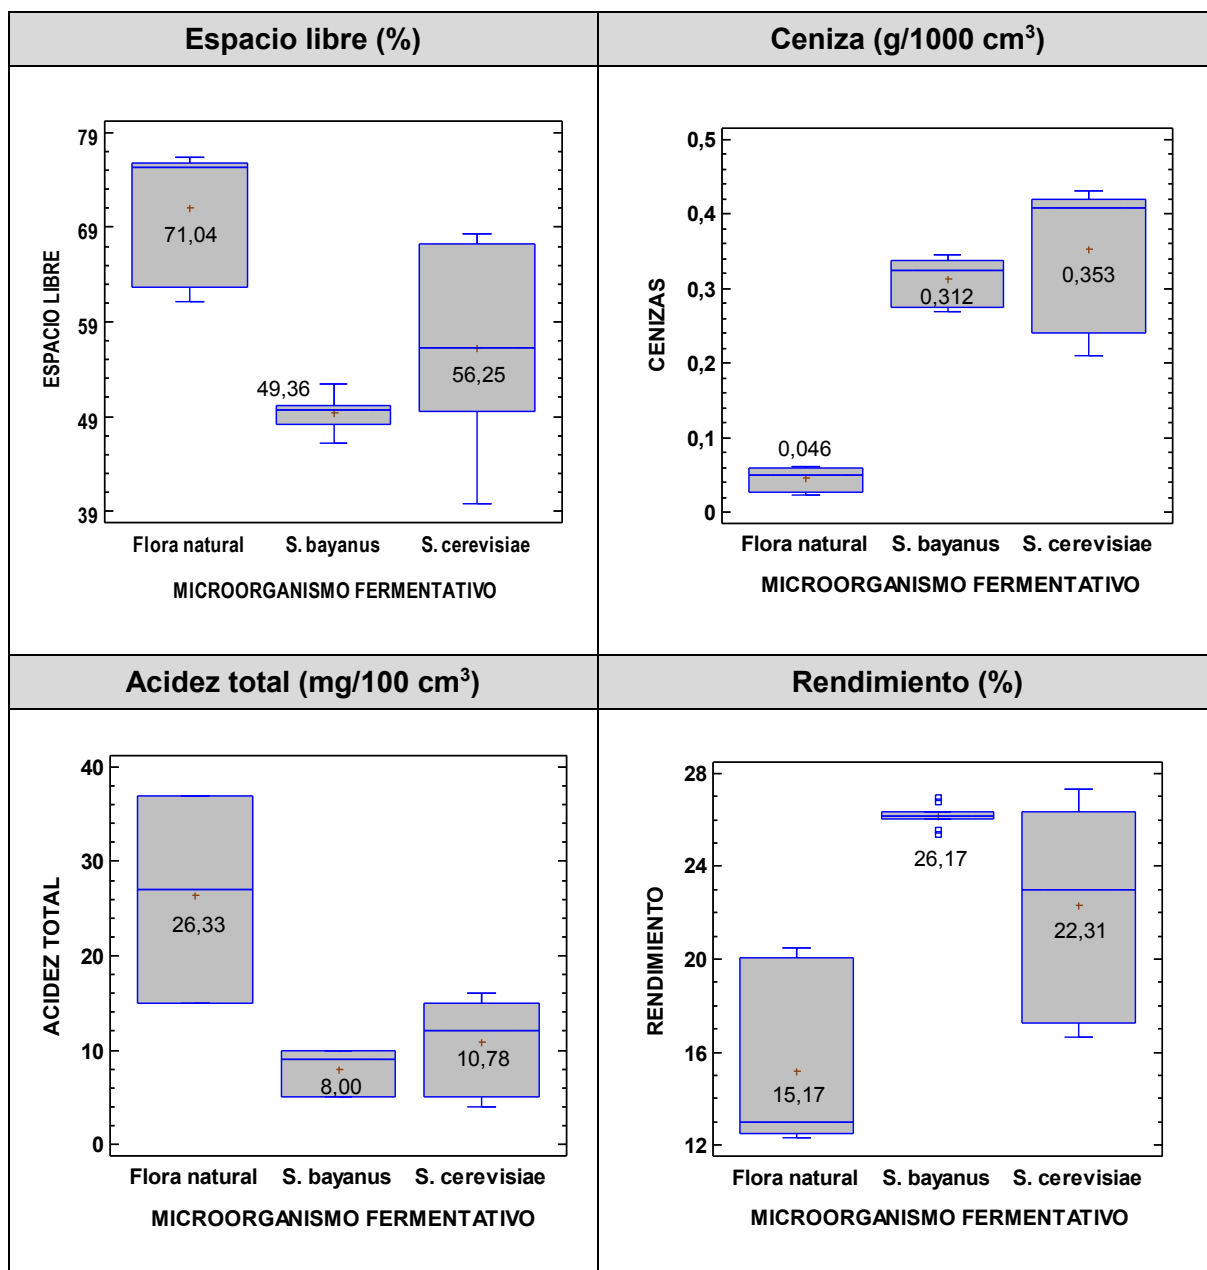 Espacio libre (%)
Ceniza (g/1000 cm³)
79
69
59
49
39
ESPACIO LIBRE
71,04
49,36
56,25
Flora natural S. bayanus S. cerevisiae
MICROORGANISMO FERMENTATIVO
0,5
0,4
0,3
0,2
0,1
0
CENIZAS
0,046
0,312
0,353
Flora natural S. bayanus S. cerevisiae
MICROORGANISMO FERMENTATIVO
Acidez total (mg/100 cm³)
Rendimiento (%)
40
30
20
10
0
ACIDEZ TOTAL
26,33
8,00
10,78
Flora natural S. bayanus S. cerevisiae
MICROORGANISMO FERMENTATIVO
28
24
20
16
12
RENDIMIENTO
15,17
26,17
22,31
Flora natural S. bayanus S. cerevisiae
MICROORGANISMO FERMENTATIVO